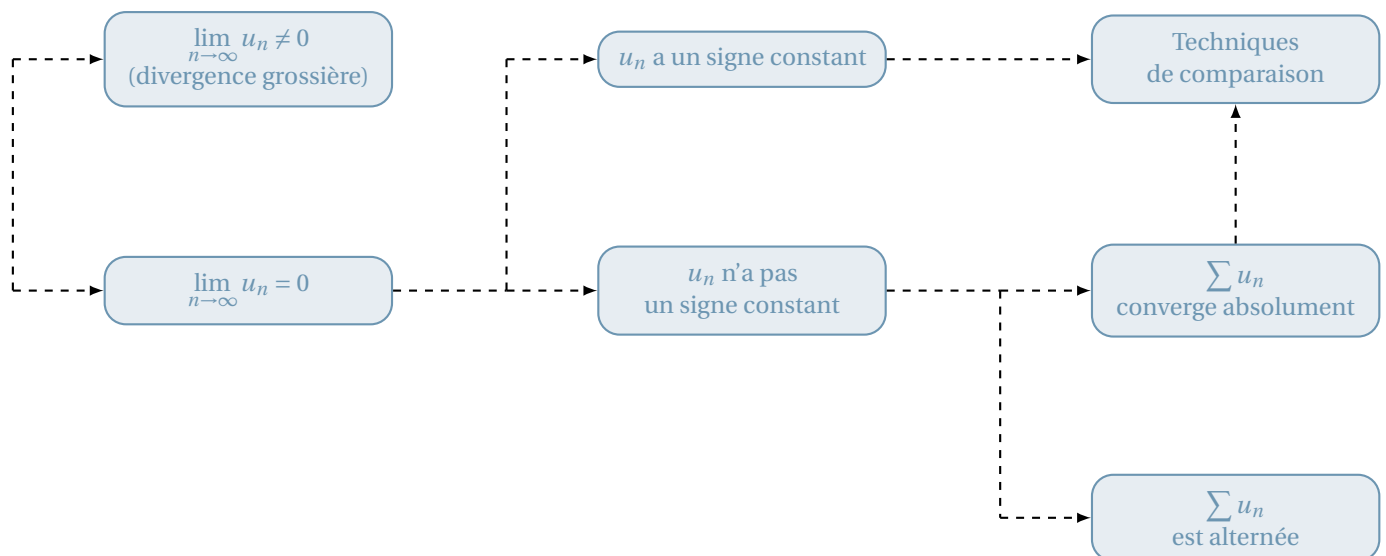 lim u_n ≠ 0
n→∞
(divergence grossière)
u_n a un signe constant
Techniques
de comparaison
lim u_n = 0
n→∞
u_n n'a pas
un signe constant
∑ u_n
converge absolument
∑ u_n
est alternée